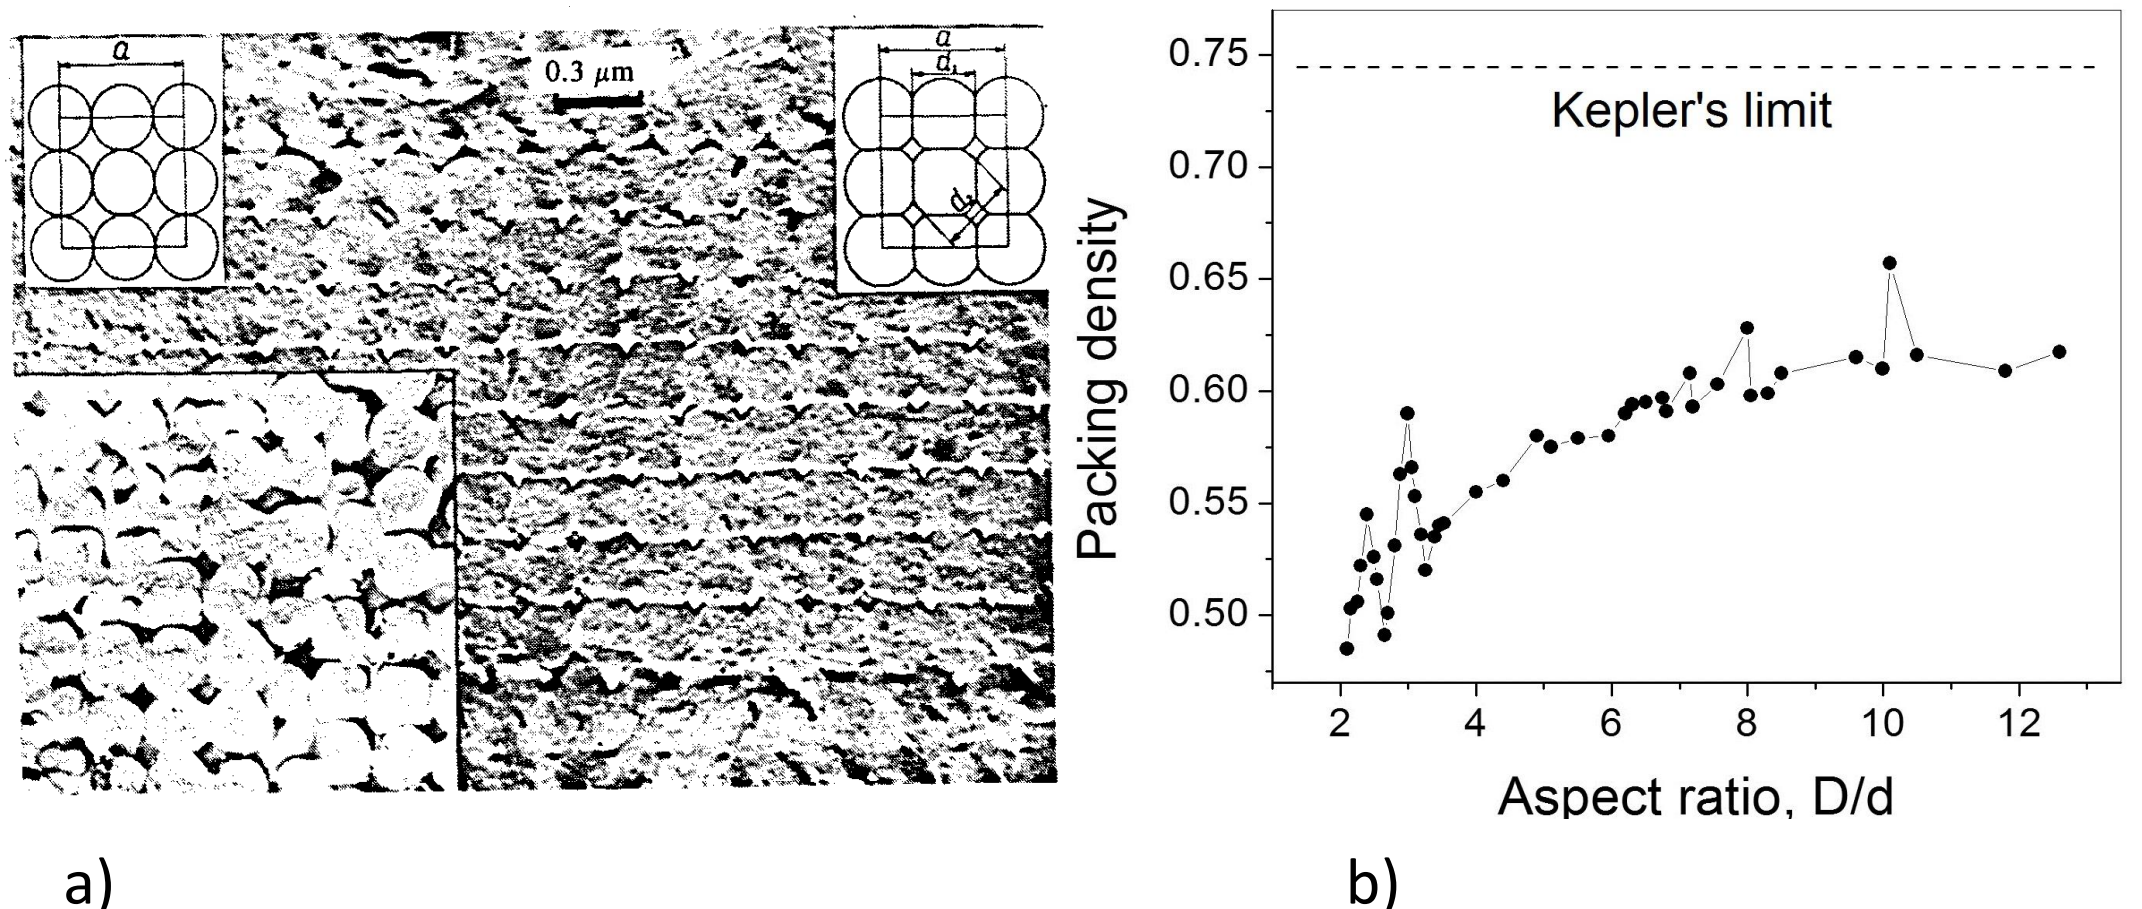 a
0.3 μm
a
d₁
d
0.75
0.70
0.65
0.60
0.55
0.50
Kepler's limit
Packing density
2 4 6 8 10 12
Aspect ratio, D/d
a)
b)